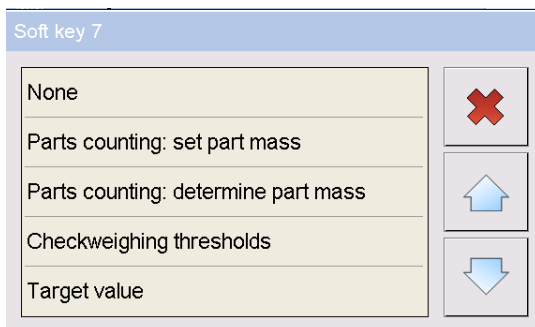 Soft key 7
None
Parts counting: set part mass
Parts counting: determine part mass
Checkweighing thresholds
Target value